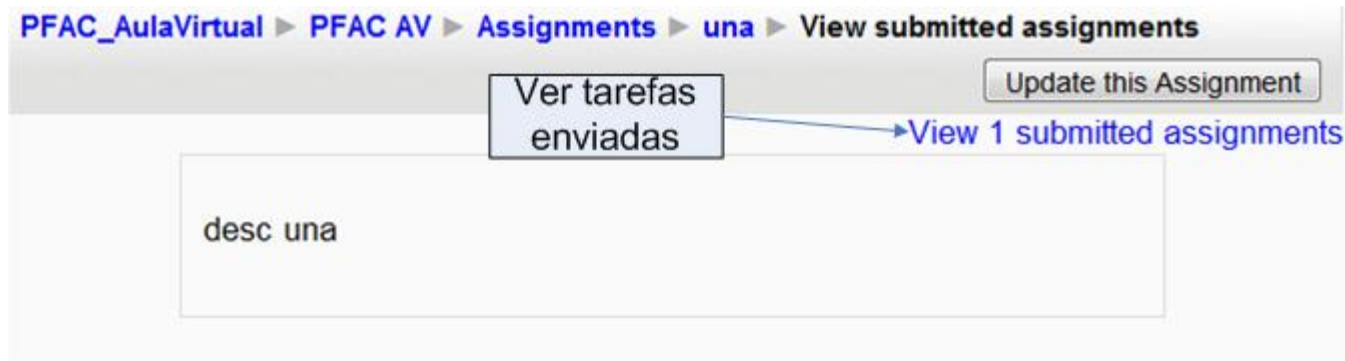 PFAC_AulaVirtual ► PFAC AV ► Assignments ► una ► View submitted assignments
Update this Assignment
Ver tarefas
enviadas
View 1 submitted assignments
desc una